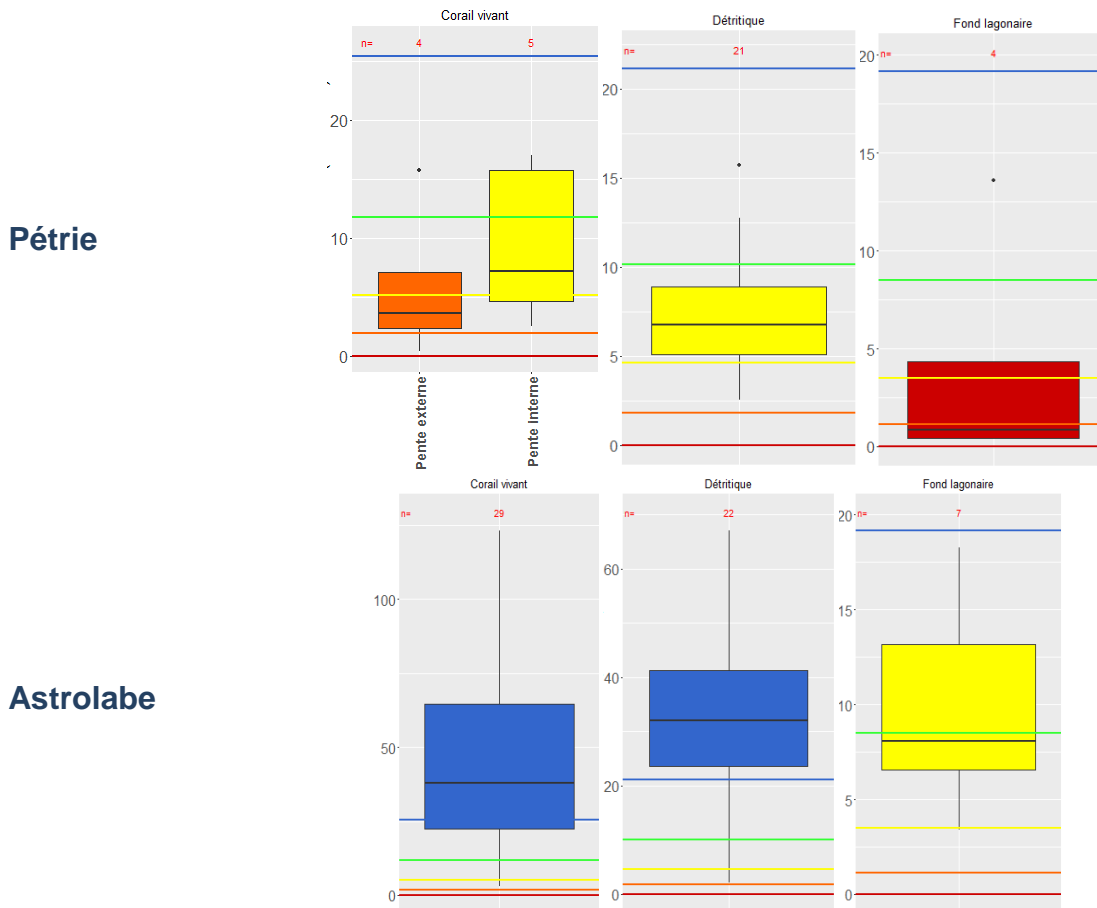 Corail vivant
n= 4 5
20
10
0
Pente externe
Pente interne
Détritique
n= 21
20
15
10
5
0
Fond lagonaire
n= 4
20
15
10
5
0
Pétrie
Corail vivant
n= 29
100
50
0
Détritique
n= 22
60
40
20
0
Fond lagonaire
n= 7
20
15
10
5
0
Astrolabe